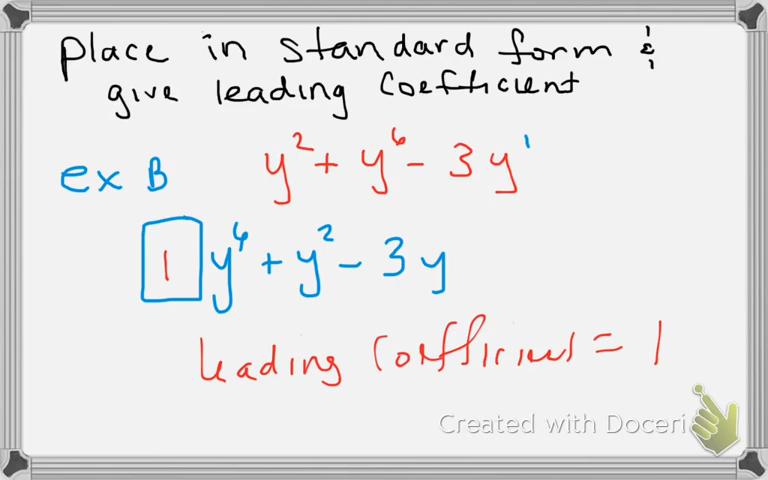 place in standard form &
give leading coefficient
ex B y² + y⁶ - 3y¹
1 y⁶ + y² - 3y
leading coefficient = 1
Created with Doceri